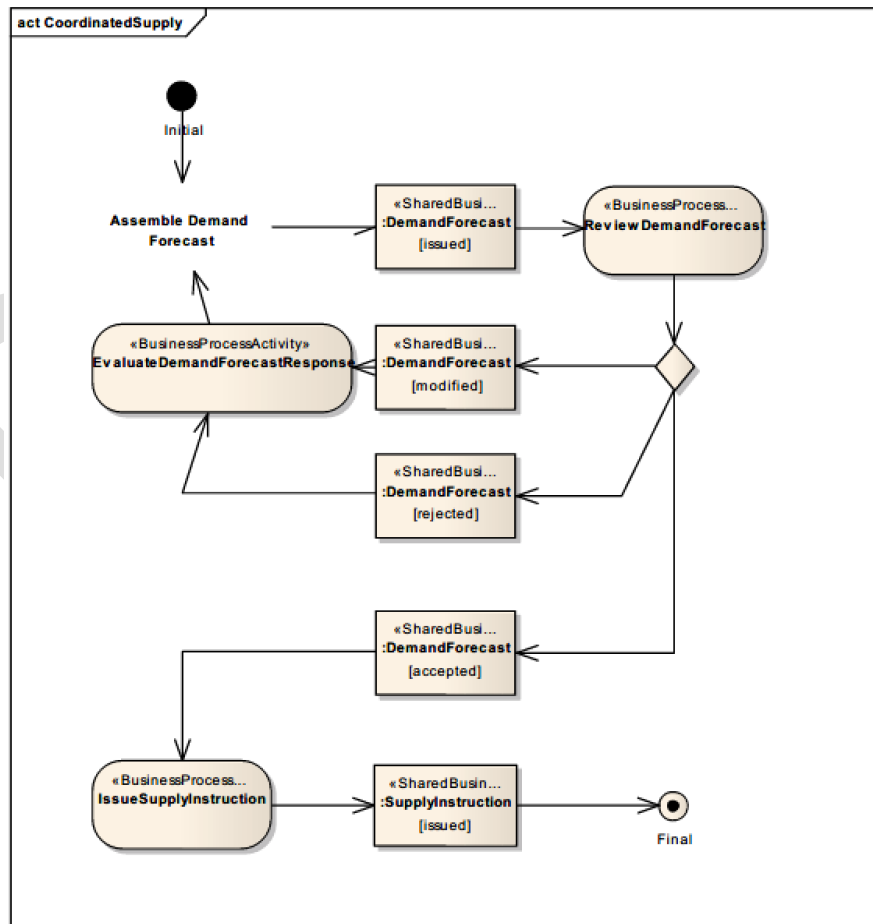 act CoordinatedSupply
Initial
Assemble Demand
Forecast
«SharedBusi...
:DemandForecast
[issued]
«BusinessProcess...
ReviewDemandForecast
«BusinessProcessActivity»
EvaluateDemandForecastResponse
«SharedBusi...
:DemandForecast
[modified]
«SharedBusi...
:DemandForecast
[rejected]
«SharedBusi...
:DemandForecast
[accepted]
«BusinessProcess...
IssueSupplyInstruction
«SharedBusin...
:SupplyInstruction
[issued]
Final